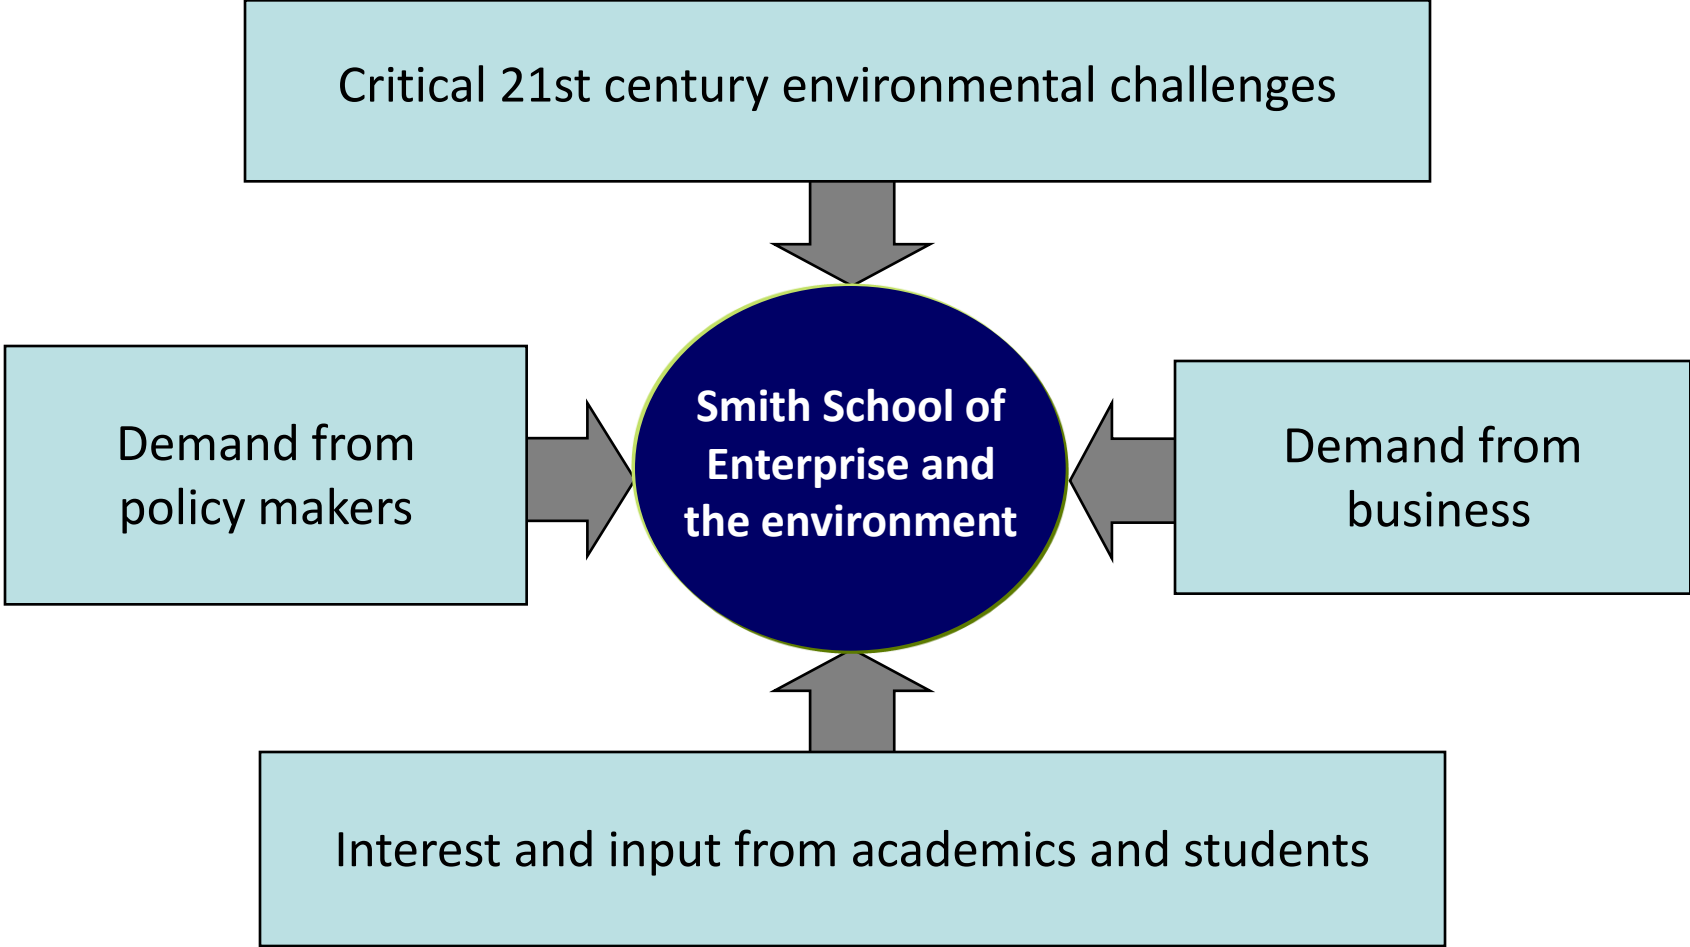 Critical 21st century environmental challenges
Demand from
policy makers
Smith School of
Enterprise and
the environment
Demand from
business
Interest and input from academics and students